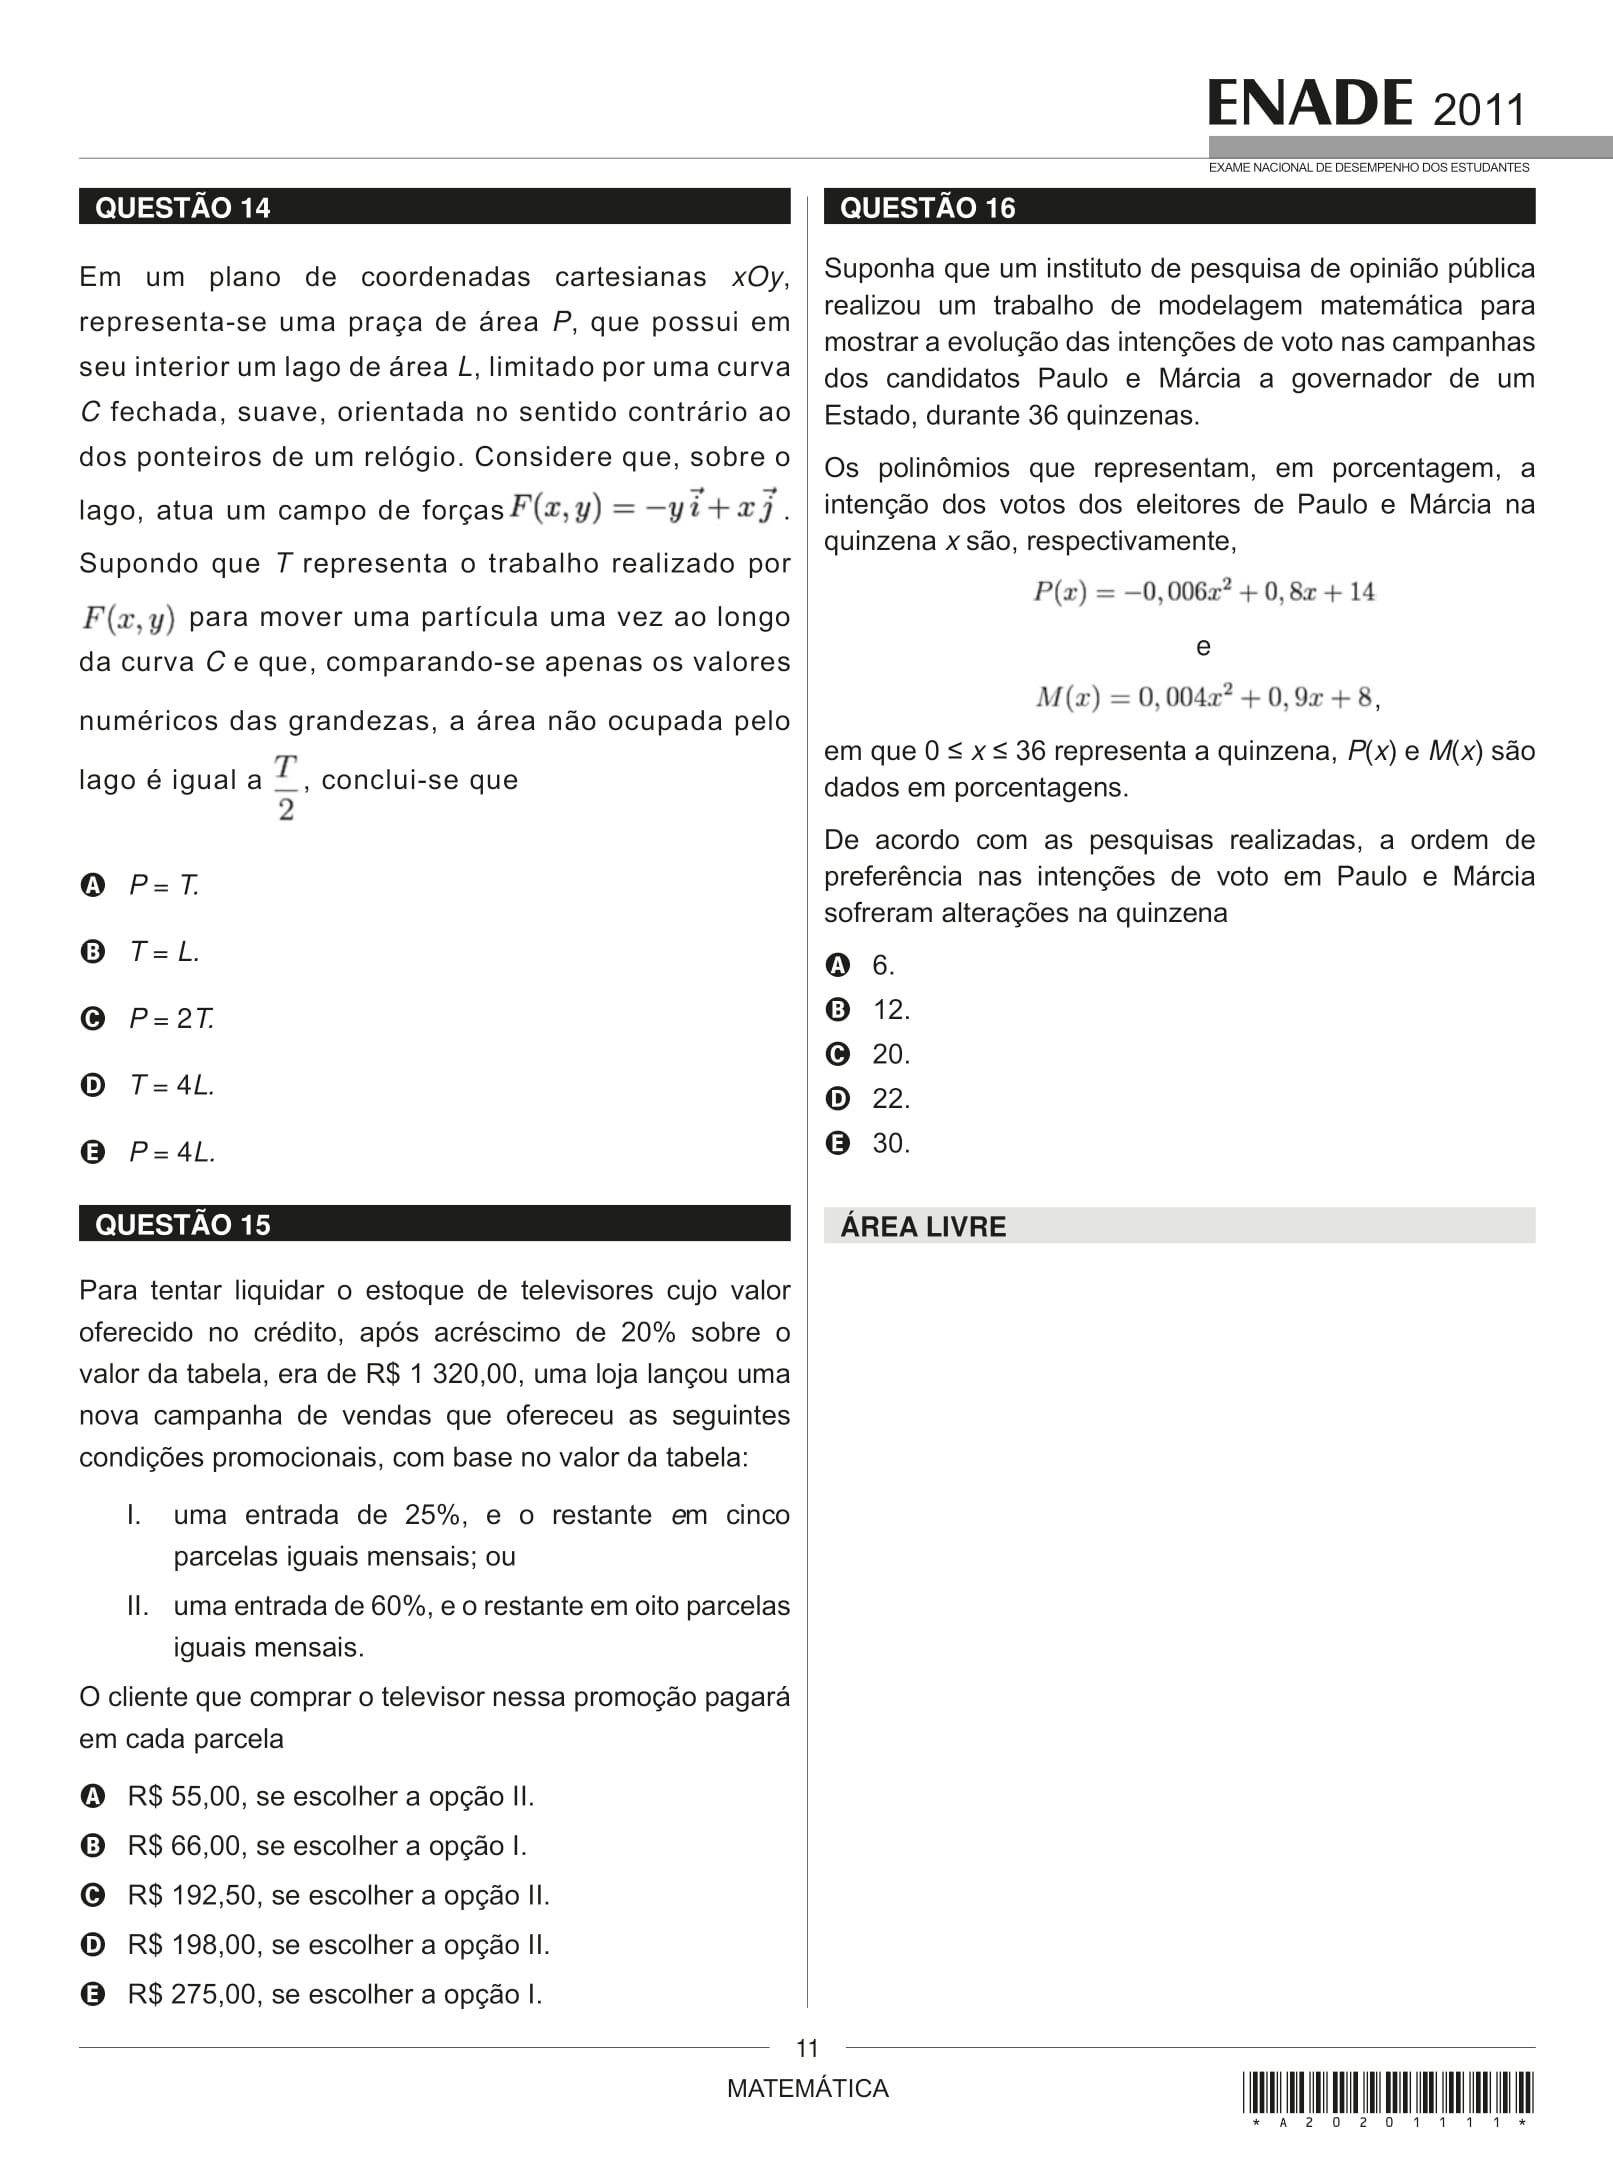 ENADE 2011
EXAME NACIONAL DE DESEMPENHO DOS ESTUDANTES
QUESTÃO 14
Em um plano de coordenadas cartesianas xOy,
representa-se uma praça de área P, que possui em
seu interior um lago de área L, limitado por uma curva
C fechada, suave, orientada no sentido contrário ao
dos ponteiros de um relógio. Considere que, sobre o
lago, atua um campo de forças F(x, y) = −y i⃗ + x j⃗ .
Supondo que T representa o trabalho realizado por
F(x, y) para mover uma partícula uma vez ao longo
da curva C e que, comparando-se apenas os valores
numéricos das grandezas, a área não ocupada pelo
lago é igual a T/2, conclui-se que
A P = T.
B T = L.
C P = 2T.
D T = 4L.
E P = 4L.
QUESTÃO 15
Para tentar liquidar o estoque de televisores cujo valor
oferecido no crédito, após acréscimo de 20% sobre o
valor da tabela, era de R$ 1 320,00, uma loja lançou uma
nova campanha de vendas que ofereceu as seguintes
condições promocionais, com base no valor da tabela:
I. uma entrada de 25%, e o restante em cinco
parcelas iguais mensais; ou
II. uma entrada de 60%, e o restante em oito parcelas
iguais mensais.
O cliente que comprar o televisor nessa promoção pagará
em cada parcela
A R$ 55,00, se escolher a opção II.
B R$ 66,00, se escolher a opção I.
C R$ 192,50, se escolher a opção II.
D R$ 198,00, se escolher a opção II.
E R$ 275,00, se escolher a opção I.
QUESTÃO 16
Suponha que um instituto de pesquisa de opinião pública
realizou um trabalho de modelagem matemática para
mostrar a evolução das intenções de voto nas campanhas
dos candidatos Paulo e Márcia a governador de um
Estado, durante 36 quinzenas.
Os polinômios que representam, em porcentagem, a
intenção dos votos dos eleitores de Paulo e Márcia na
quinzena x são, respectivamente,
P(x) = −0, 006x² + 0, 8x + 14
e
M(x) = 0, 004x² + 0, 9x + 8,
em que 0 ≤ x ≤ 36 representa a quinzena, P(x) e M(x) são
dados em porcentagens.
De acordo com as pesquisas realizadas, a ordem de
preferência nas intenções de voto em Paulo e Márcia
sofreram alterações na quinzena
A 6.
B 12.
C 20.
D 22.
E 30.
ÁREA LIVRE
11
MATEMÁTICA
* A 2 0 2 0 1 1 1 1 *